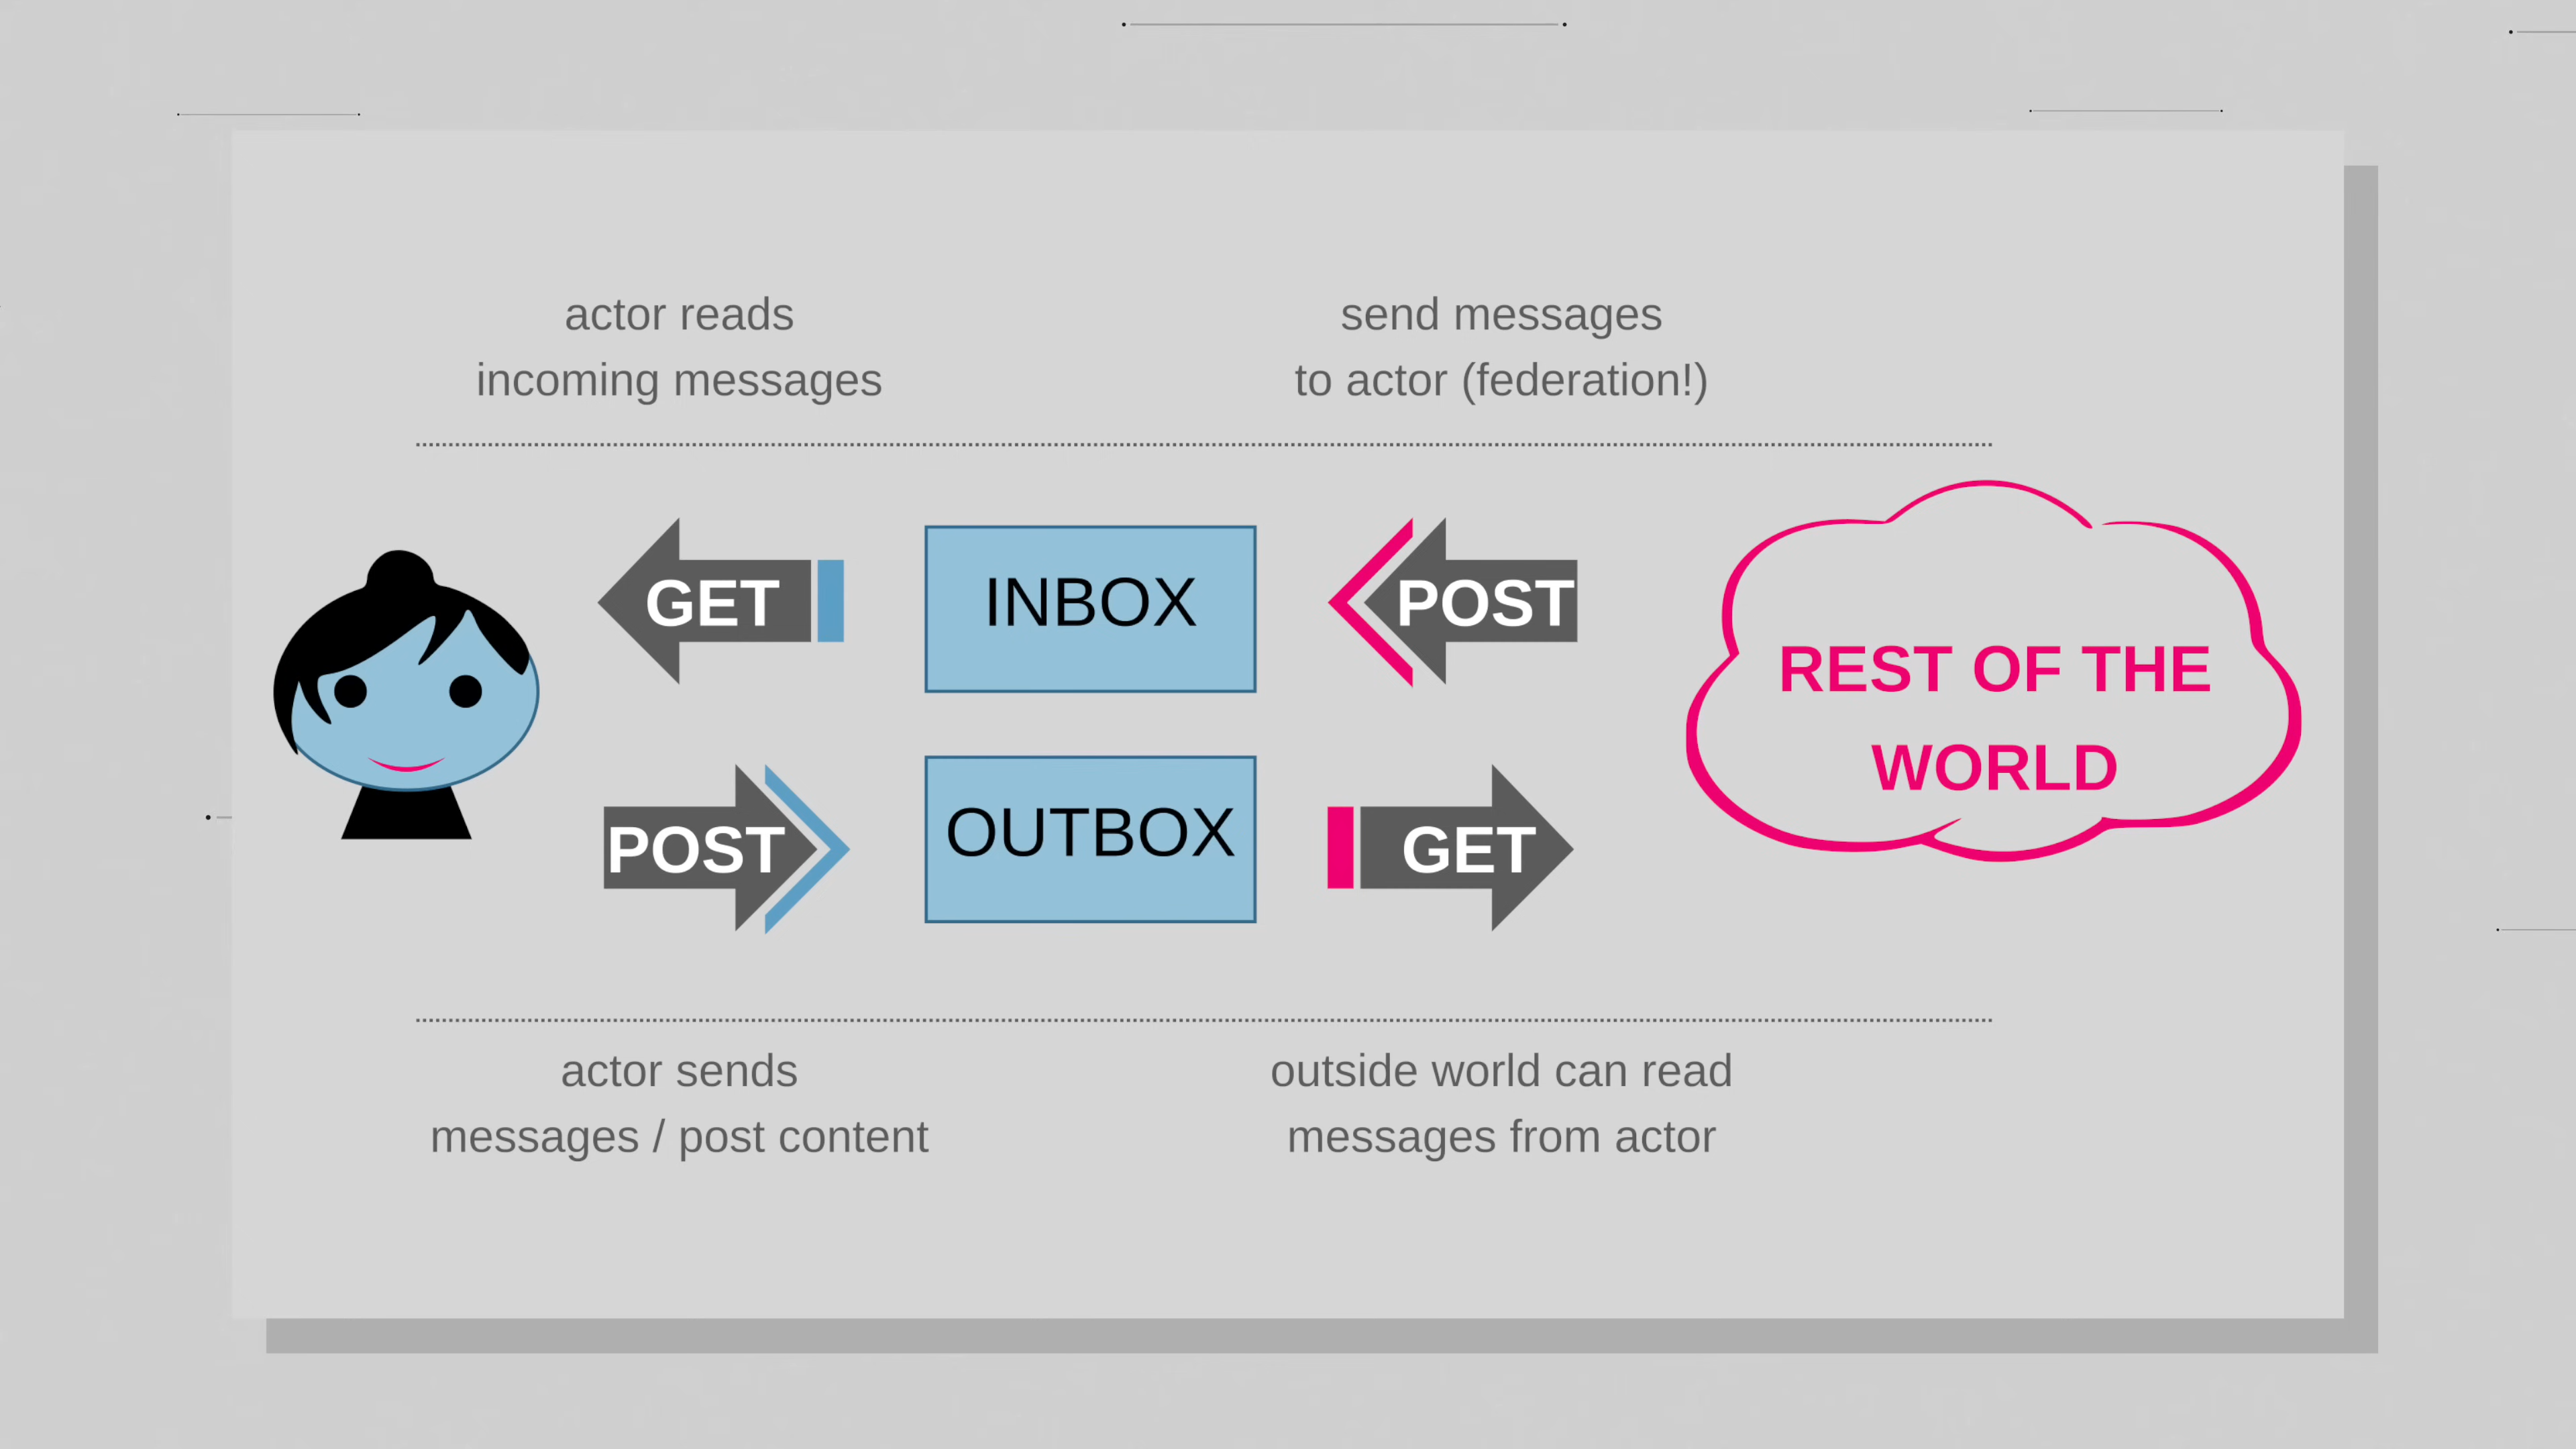 actor reads
incoming messages
send messages
to actor (federation!)
GET
INBOX
POST
REST OF THE
WORLD
POST
OUTBOX
GET
actor sends
messages / post content
outside world can read
messages from actor